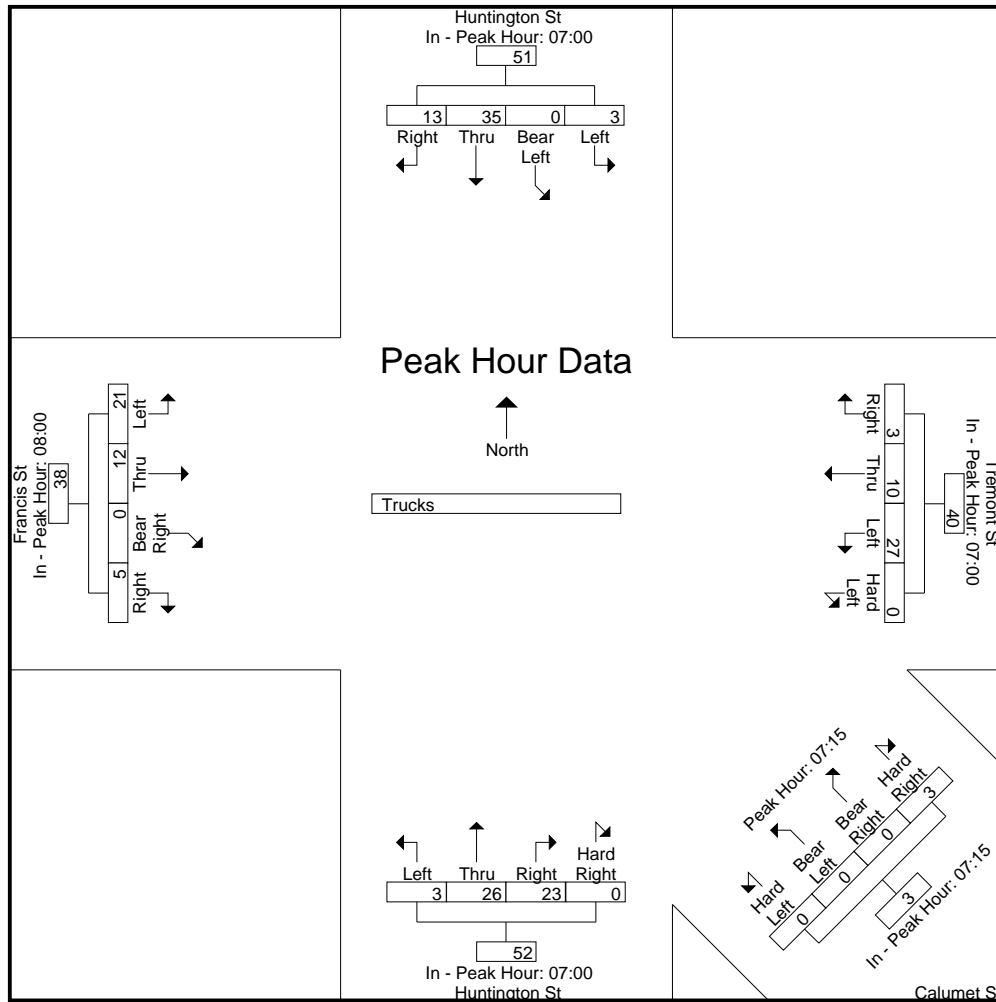 Huntington St
In - Peak Hour: 07:00
51
13 35 0 3
Right Thru Bear Left Left
Peak Hour Data
North
Trucks
Francis St
In - Peak Hour: 08:00
38
21 12 0 5
Left Thru Bear Right Right
Tremont St
In - Peak Hour: 07:00
40
3 10 27 0
Right Thru Left Hard Left
Peak Hour: 07:15
Hard Left Bear Left Bear Right Hard Right
0 0 0 3
3
In - Peak Hour: 07:15
Calumet S
Left Thru Right Hard Right
3 26 23 0
52
In - Peak Hour: 07:00
Huntington St